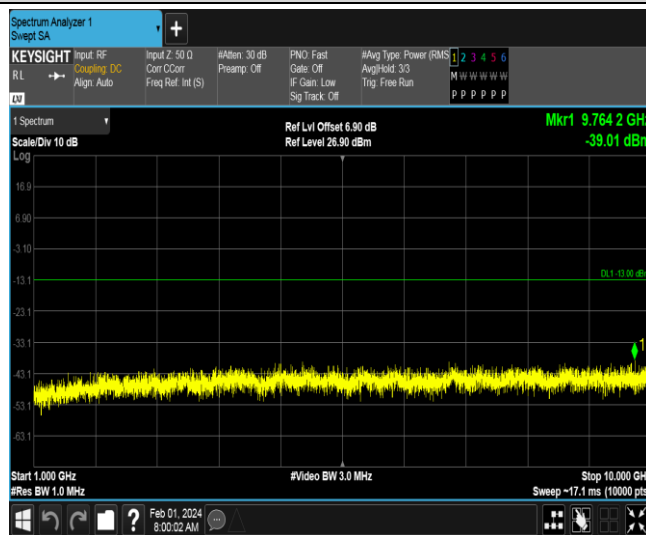 Spectrum Analyzer 1
Swept SA
+
KEYSIGHT Input: RF Input Z: 50 Ω #Atten: 30 dB PNO: Fast #Avg Type: Power (RMS 1 2 3 4 5 6
RL Coupling: DC Corr CCorr Preamp: Off Gate: Off Avg|Hold: 3/3 M W W W W W
Align: Auto Freq Ref: Int (S) IF Gain: Low Trig: Free Run
LXI Sig Track: Off P P P P P P
1 Spectrum Ref Lvl Offset 6.90 dB Mkr1 9.764 2 GHz
Scale/Div 10 dB Ref Level 26.90 dBm -39.01 dBm
Log
16.9
6.90
-3.10
-13.1 DL1 -13.00 dBm
-23.1
-33.1
1
-43.1
-53.1
-63.1
Start 1.000 GHz #Video BW 3.0 MHz Stop 10.000 GH
#Res BW 1.0 MHz Sweep ~17.1 ms (10000 pts
? Feb 01, 2024
8:00:02 AM